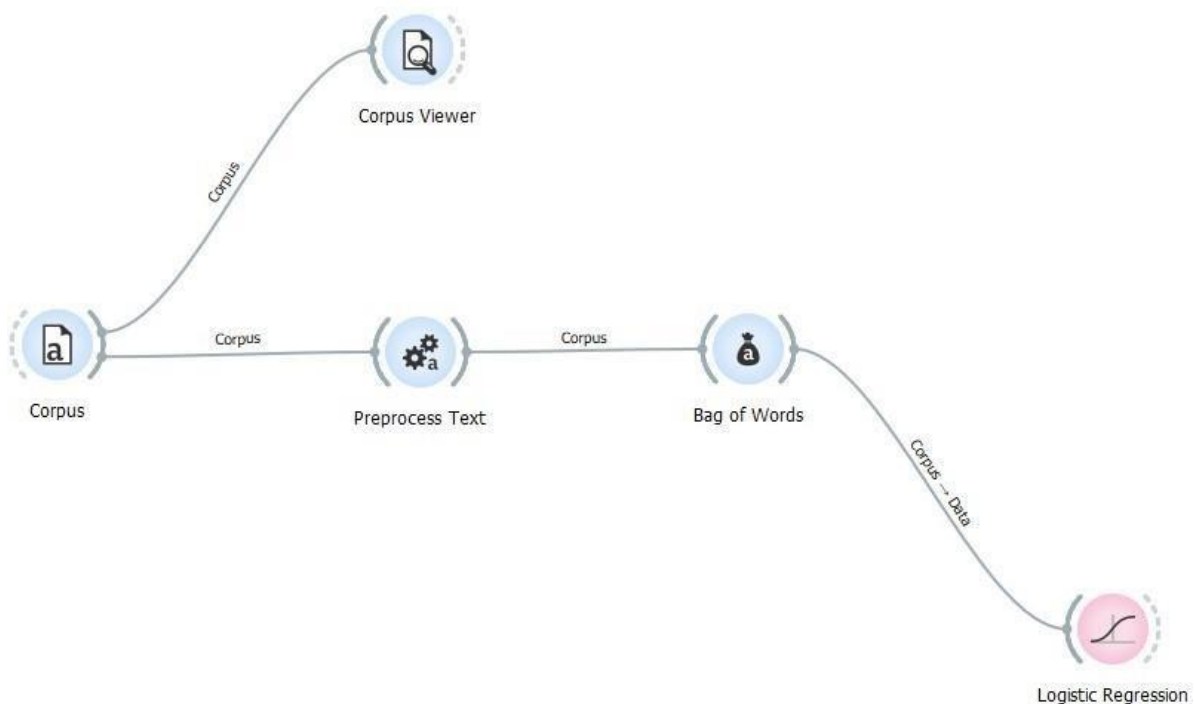 Corpus Viewer
Corpus
Corpus
Corpus
Corpus
Preprocess Text
Bag of Words
Corpus → Data
Logistic Regression